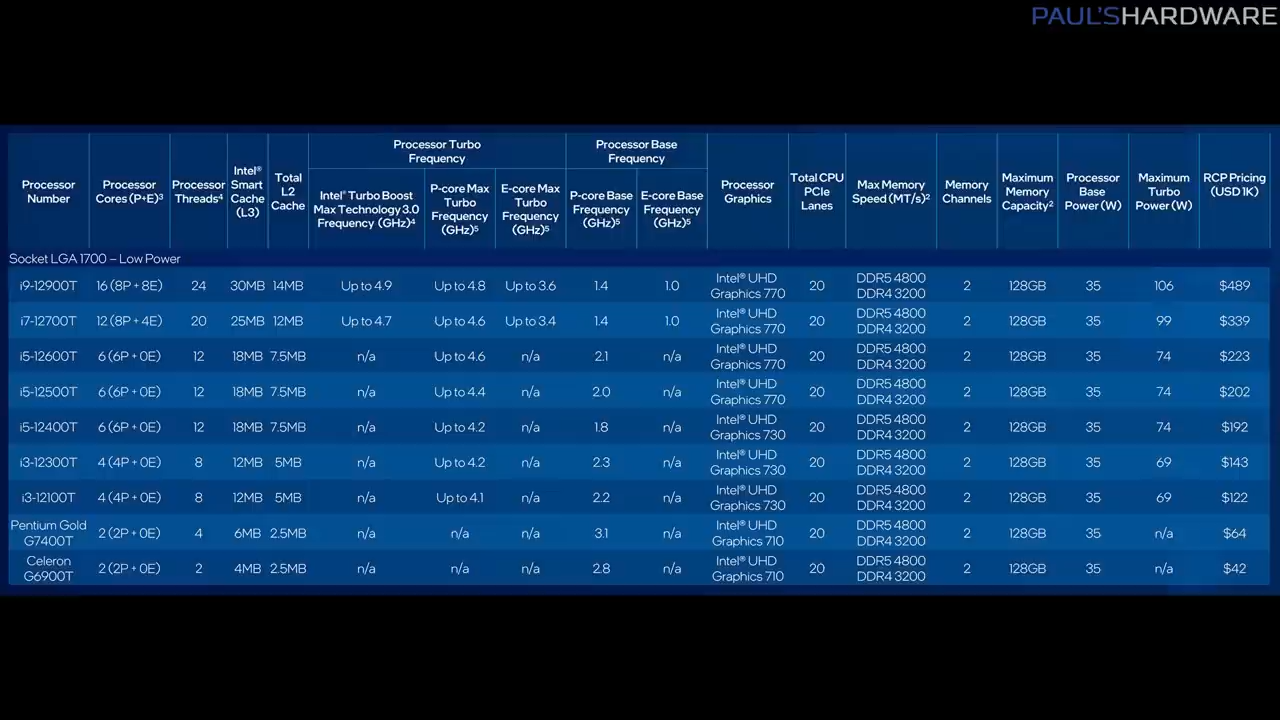 PAUL'SHARDWARE
Processor Turbo Frequency
Processor Base Frequency
Processor Number
Processor Cores (P+E)³
Processor Threads⁴
Intel® Smart Cache (L3)
Total L2 Cache
Intel® Turbo Boost Max Technology 3.0 Frequency (GHz)⁴
P-core Max Turbo Frequency (GHz)⁵
E-core Max Turbo Frequency (GHz)⁵
P-core Base Frequency (GHz)⁵
E-core Base Frequency (GHz)⁵
Processor Graphics
Total CPU PCIe Lanes
Max Memory Speed (MT/s)²
Memory Channels
Maximum Memory Capacity²
Processor Base Power (W)
Maximum Turbo Power (W)
RCP Pricing (USD 1K)
Socket LGA 1700 – Low Power
i9-12900T 16 (8P + 8E) 24 30MB 14MB Up to 4.9 Up to 4.8 Up to 3.6 1.4 1.0 Intel® UHD Graphics 770 20 DDR5 4800 DDR4 3200 2 128GB 35 106 $489
i7-12700T 12 (8P + 4E) 20 25MB 12MB Up to 4.7 Up to 4.6 Up to 3.4 1.4 1.0 Intel® UHD Graphics 770 20 DDR5 4800 DDR4 3200 2 128GB 35 99 $339
i5-12600T 6 (6P + 0E) 12 18MB 7.5MB n/a Up to 4.6 n/a 2.1 n/a Intel® UHD Graphics 770 20 DDR5 4800 DDR4 3200 2 128GB 35 74 $223
i5-12500T 6 (6P + 0E) 12 18MB 7.5MB n/a Up to 4.4 n/a 2.0 n/a Intel® UHD Graphics 770 20 DDR5 4800 DDR4 3200 2 128GB 35 74 $202
i5-12400T 6 (6P + 0E) 12 18MB 7.5MB n/a Up to 4.2 n/a 1.8 n/a Intel® UHD Graphics 730 20 DDR5 4800 DDR4 3200 2 128GB 35 74 $192
i3-12300T 4 (4P + 0E) 8 12MB 5MB n/a Up to 4.2 n/a 2.3 n/a Intel® UHD Graphics 730 20 DDR5 4800 DDR4 3200 2 128GB 35 69 $143
i3-12100T 4 (4P + 0E) 8 12MB 5MB n/a Up to 4.1 n/a 2.2 n/a Intel® UHD Graphics 730 20 DDR5 4800 DDR4 3200 2 128GB 35 69 $122
Pentium Gold G7400T 2 (2P + 0E) 4 6MB 2.5MB n/a n/a n/a 3.1 n/a Intel® UHD Graphics 710 20 DDR5 4800 DDR4 3200 2 128GB 35 n/a $64
Celeron G6900T 2 (2P + 0E) 2 4MB 2.5MB n/a n/a n/a 2.8 n/a Intel® UHD Graphics 710 20 DDR5 4800 DDR4 3200 2 128GB 35 n/a $42